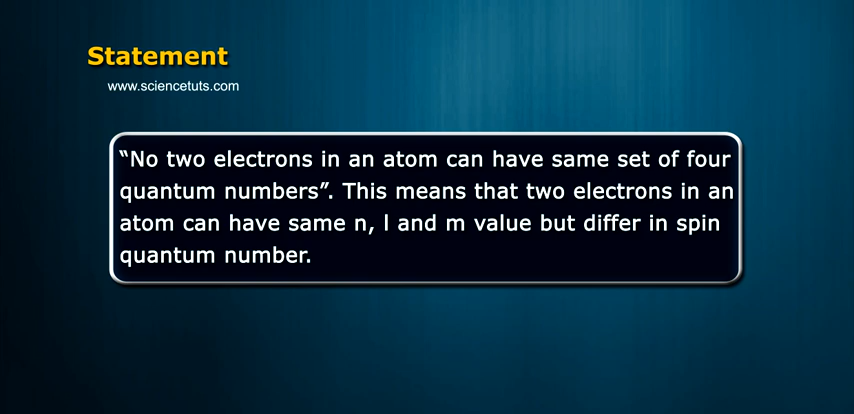 Statement
www.sciencetuts.com
“No two electrons in an atom can have same set of four
quantum numbers”. This means that two electrons in an
atom can have same n, l and m value but differ in spin
quantum number.